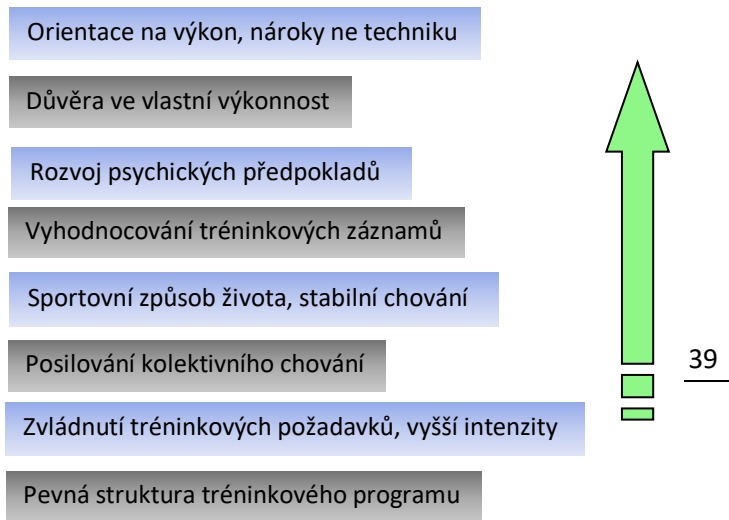 Orientace na výkon, nároky ne techniku
Důvěra ve vlastní výkonnost
Rozvoj psychických předpokladů
Vyhodnocování tréninkových záznamů
Sportovní způsob života, stabilní chování
Posilování kolektivního chování
39
Zvládnutí tréninkových požadavků, vyšší intenzity
Pevná struktura tréninkového programu